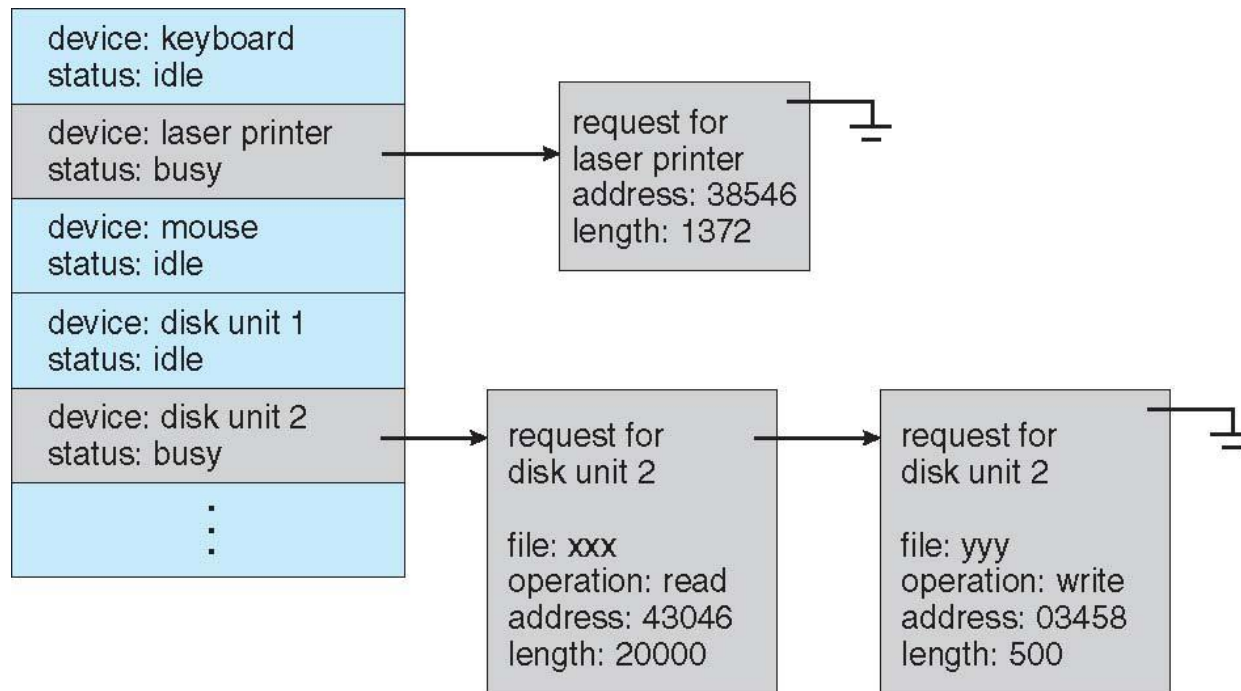 device: keyboard
status: idle
device: laser printer
status: busy
request for
laser printer
address: 38546
length: 1372
device: mouse
status: idle
device: disk unit 1
status: idle
device: disk unit 2
status: busy
request for
disk unit 2
file: xxx
operation: read
address: 43046
length: 20000
request for
disk unit 2
file: yyy
operation: write
address: 03458
length: 500